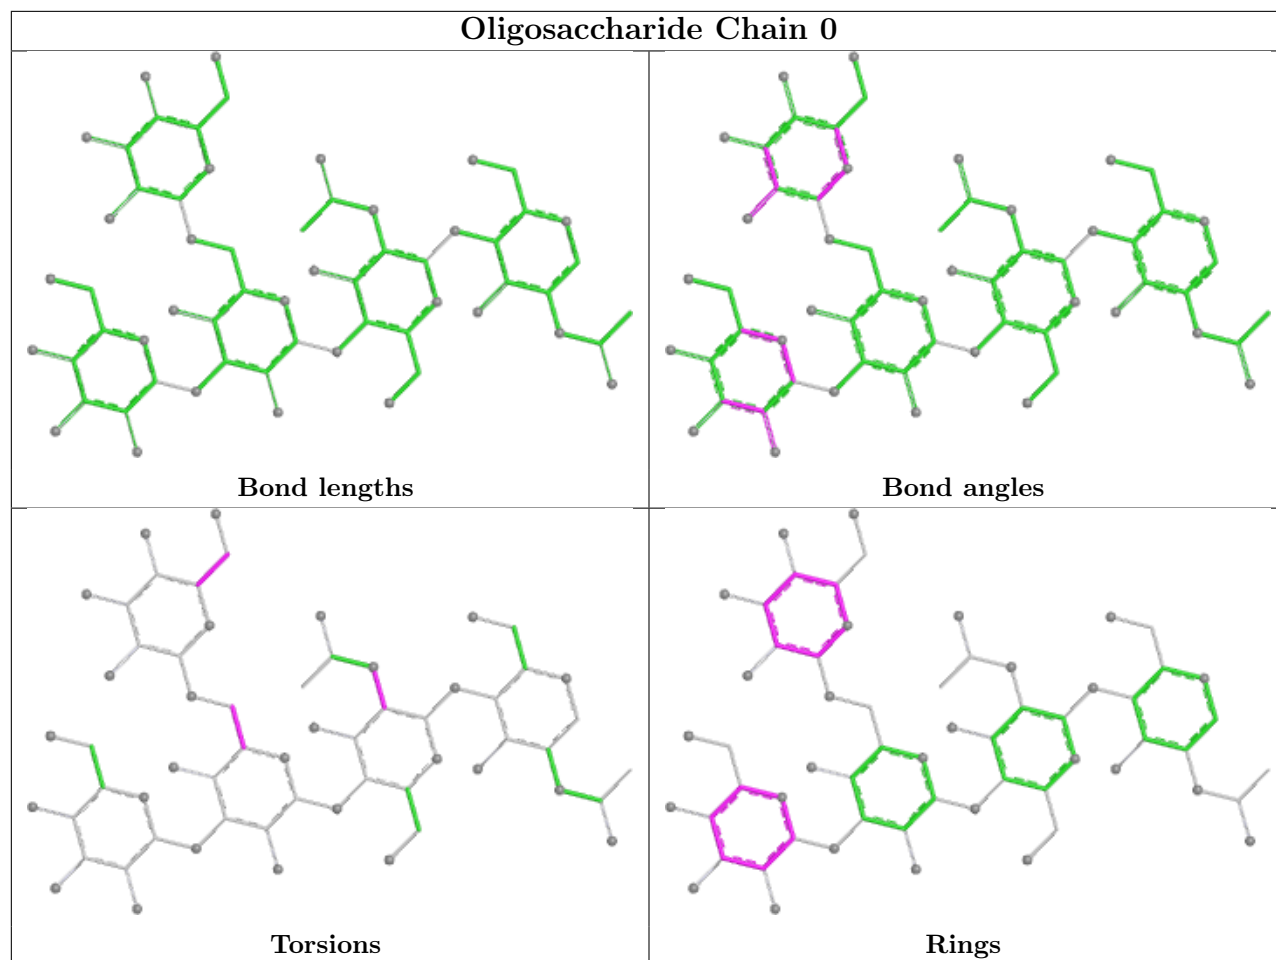 Oligosaccharide Chain 0
Bond lengths
Bond angles
Torsions
Rings